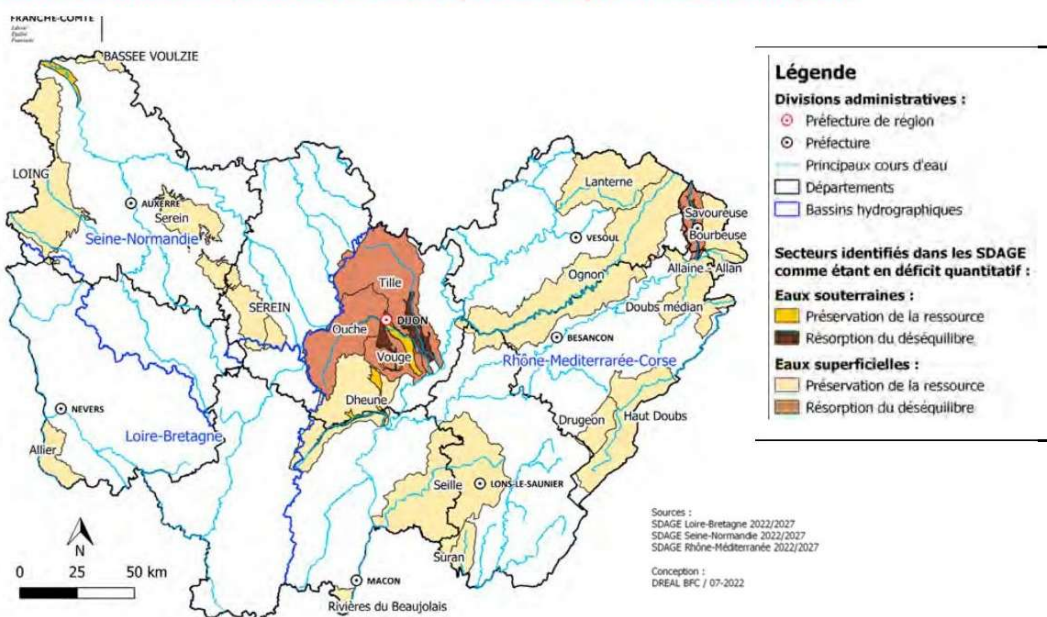 FRANCHE-COMTE
Liberté
Égalité
Fraternité
BASSEE VOULZIE
LOING
AUXERRE
Serein
Seine-Normandie
SEREIN
Lanterne
VESOUL
Savoureuse
Bourbeuse
Allaine - Allan
Ognon
Doubs médian
Tille
DIJON
Ouche
Vouge
BESANCON
Rhône-Mediterrarée-Corse
Dheune
NEVERS
Loire-Bretagne
Allier
Drugeon
Haut Doubs
Seille
LONS-LE-SAUNIER
Suran
MACON
Rivières du Beaujolais
N
0 25 50 km
Légende
Divisions administratives :
Préfecture de région
Préfecture
Principaux cours d'eau
Départements
Bassins hydrographiques
Secteurs identifiés dans les SDAGE
comme étant en déficit quantitatif :
Eaux souterraines :
Préservation de la ressource
Résorption du déséquilibre
Eaux superficielles :
Préservation de la ressource
Résorption du déséquilibre
Sources :
SDAGE Loire-Bretagne 2022/2027
SDAGE Seine-Normandie 2022/2027
SDAGE Rhône-Méditerranée 2022/2027
Conception :
DREAL BFC / 07-2022